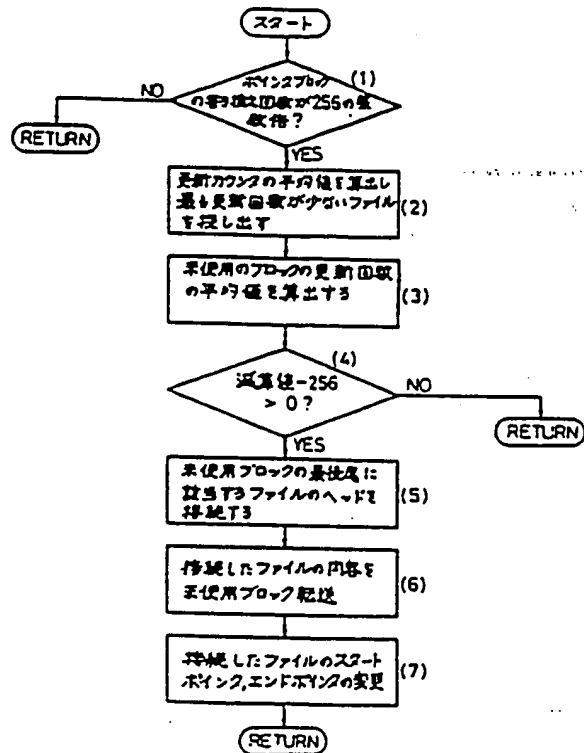 スタート
(1)
ポインタブロック
の書換え回数が256の整
数倍?
NO
RETURN
YES
更新カウンタの平均値を算出し
最も更新回数が少ないファイル
を探し出す
(2)
未使用のブロックの更新回数
の平均値を算出する
(3)
(4)
減算値-256
> 0?
NO
RETURN
YES
未使用ブロックの最後尾に
該当するファイルのヘッドを
接続する
(5)
接続したファイルの内容を
未使用ブロック転送
(6)
接続したファイルのスタート
ポインタ,エンドポインタの変更
(7)
RETURN